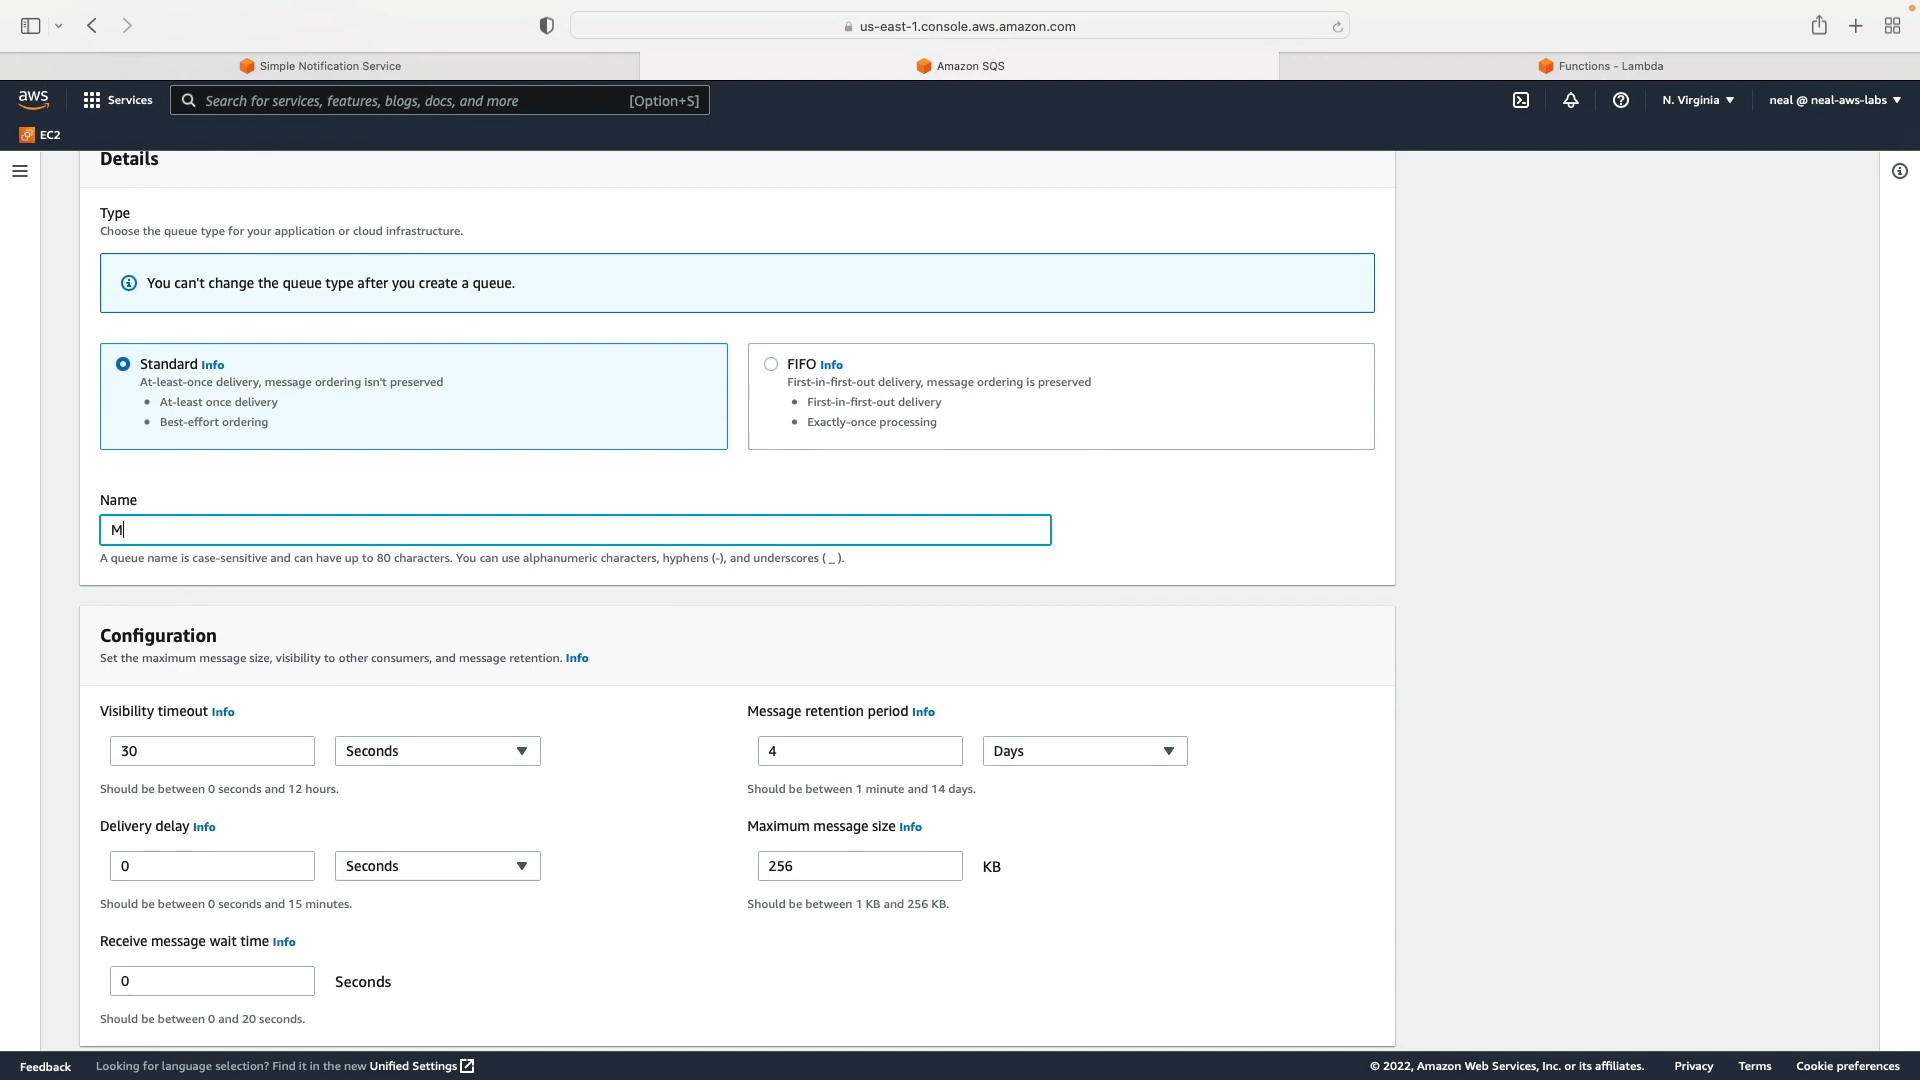 us-east-1.console.aws.amazon.com
Simple Notification Service
Amazon SQS
Functions - Lambda
aws
Services
Search for services, features, blogs, docs, and more
[Option+S]
N. Virginia
neal @ neal-aws-labs
EC2
Details
Type
Choose the queue type for your application or cloud infrastructure.
You can't change the queue type after you create a queue.
Standard Info
At-least-once delivery, message ordering isn't preserved
• At-least once delivery
• Best-effort ordering
FIFO Info
First-in-first-out delivery, message ordering is preserved
• First-in-first-out delivery
• Exactly-once processing
Name
M
A queue name is case-sensitive and can have up to 80 characters. You can use alphanumeric characters, hyphens (-), and underscores ( _ ).
Configuration
Set the maximum message size, visibility to other consumers, and message retention. Info
Visibility timeout Info
30
Seconds
Should be between 0 seconds and 12 hours.
Message retention period Info
4
Days
Should be between 1 minute and 14 days.
Delivery delay Info
0
Seconds
Should be between 0 seconds and 15 minutes.
Maximum message size Info
256
KB
Should be between 1 KB and 256 KB.
Receive message wait time Info
0
Seconds
Should be between 0 and 20 seconds.
Feedback
Looking for language selection? Find it in the new Unified Settings
© 2022, Amazon Web Services, Inc. or its affiliates.
Privacy
Terms
Cookie preferences